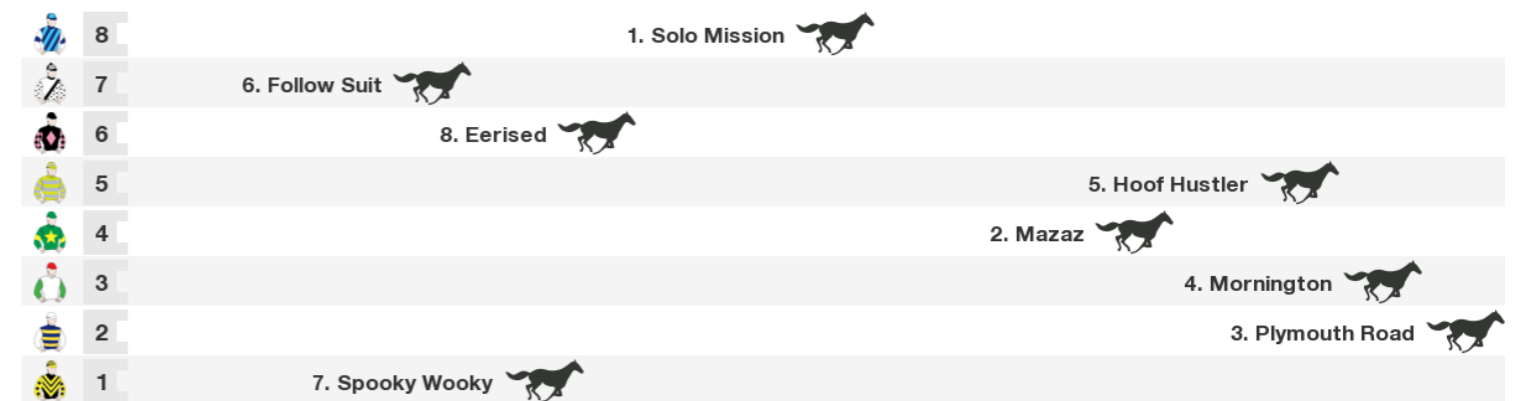 8 1. Solo Mission
7 6. Follow Suit
6 8. Eerised
5 5. Hoof Hustler
4 2. Mazaz
3 4. Mornington
2 3. Plymouth Road
1 7. Spooky Wooky